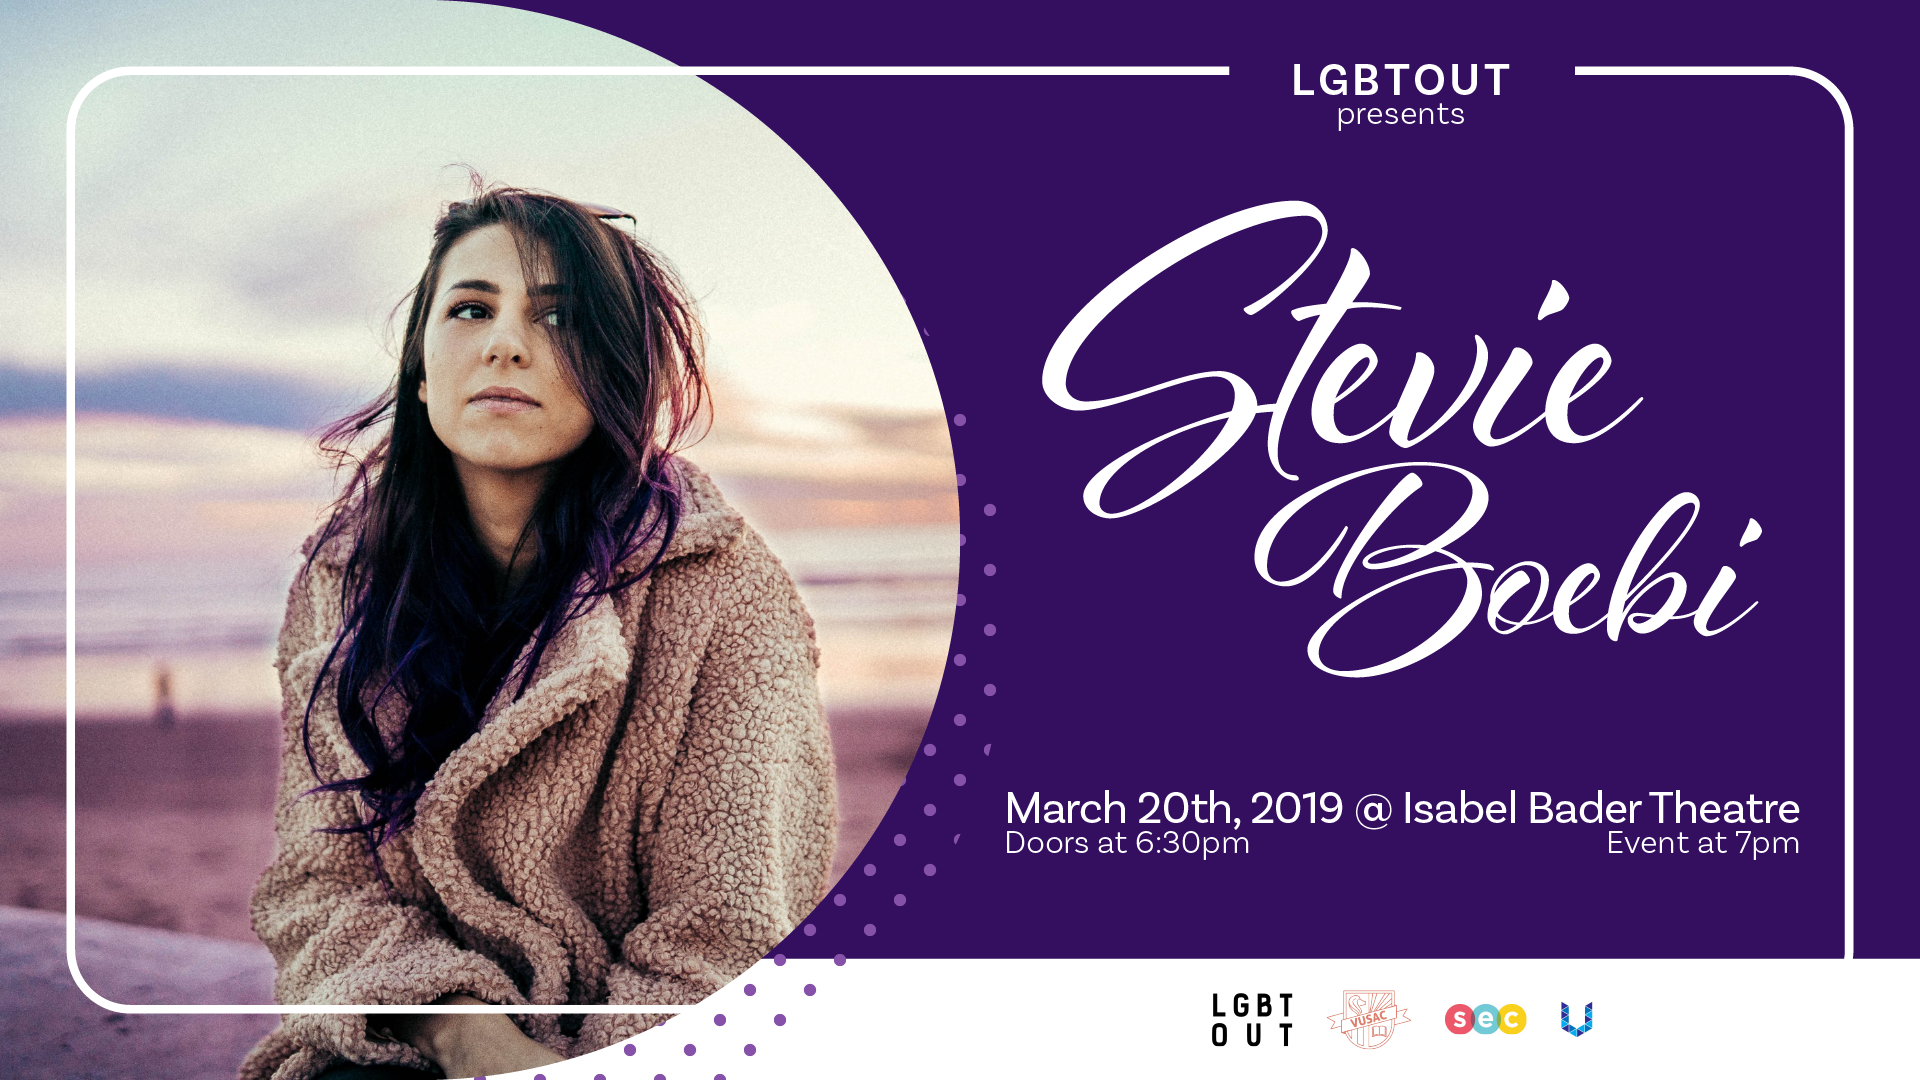 LGBTOUT
presents
Stevie
Boebi
March 20th, 2019 @ Isabel Bader Theatre
Doors at 6:30pm Event at 7pm
LGBT
OUT
VUSAC
sec
U